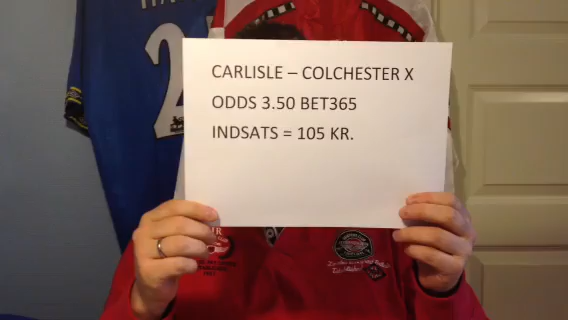 CARLISLE – COLCHESTER X
ODDS 3.50 BET365
INDSATS = 105 KR.